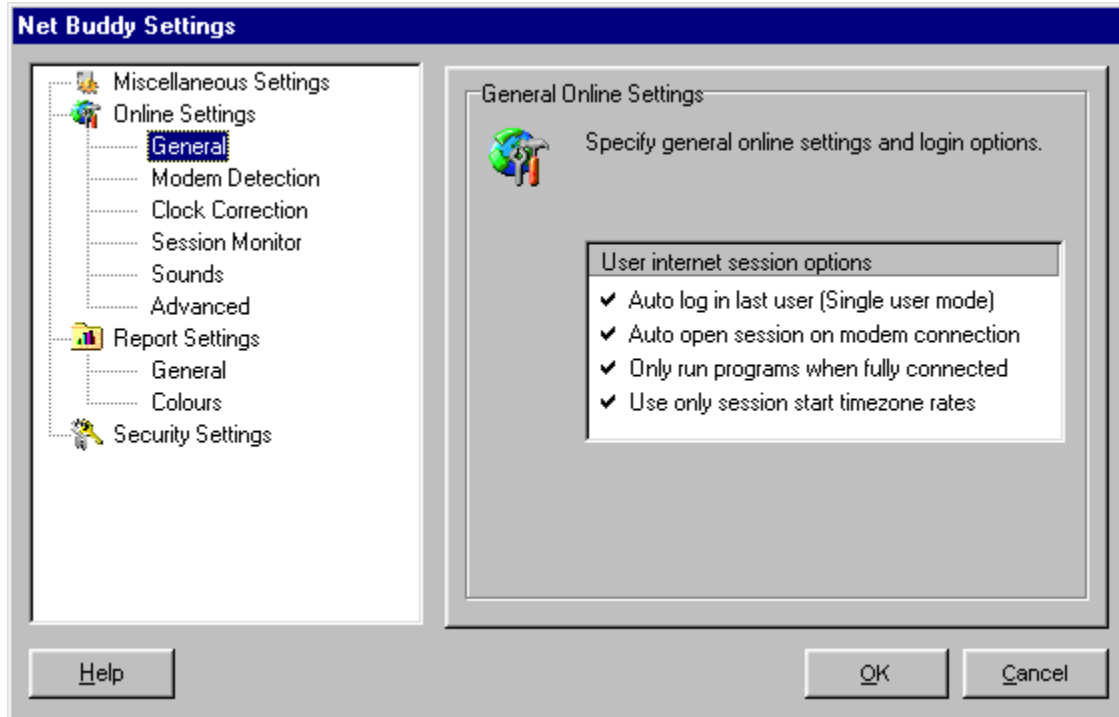 Net Buddy Settings
Miscellaneous Settings
Online Settings
General
Modem Detection
Clock Correction
Session Monitor
Sounds
Advanced
Report Settings
General
Colours
Security Settings
General Online Settings
Specify general online settings and login options.
User internet session options
Auto log in last user (Single user mode)
Auto open session on modem connection
Only run programs when fully connected
Use only session start timezone rates
Help
OK
Cancel